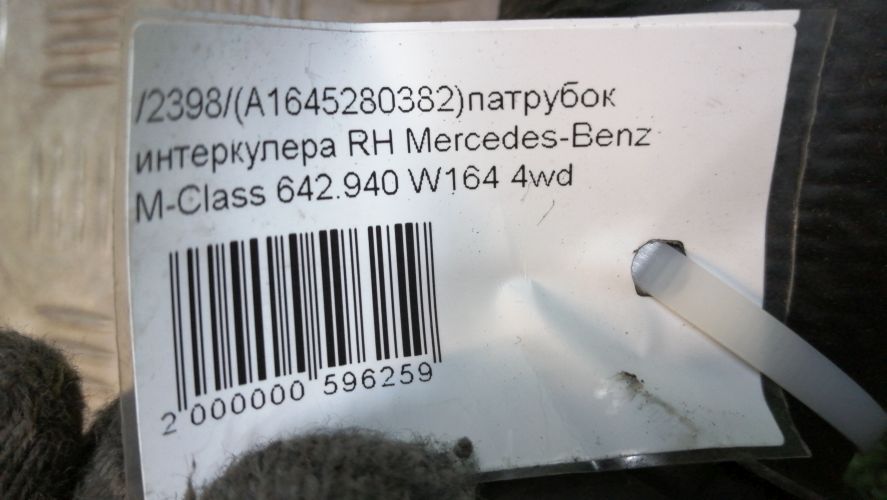 /2398/(A1645280382)патрубок
интеркулера RH Mercedes-Benz
M-Class 642.940 W164 4wd
2 000000 596259